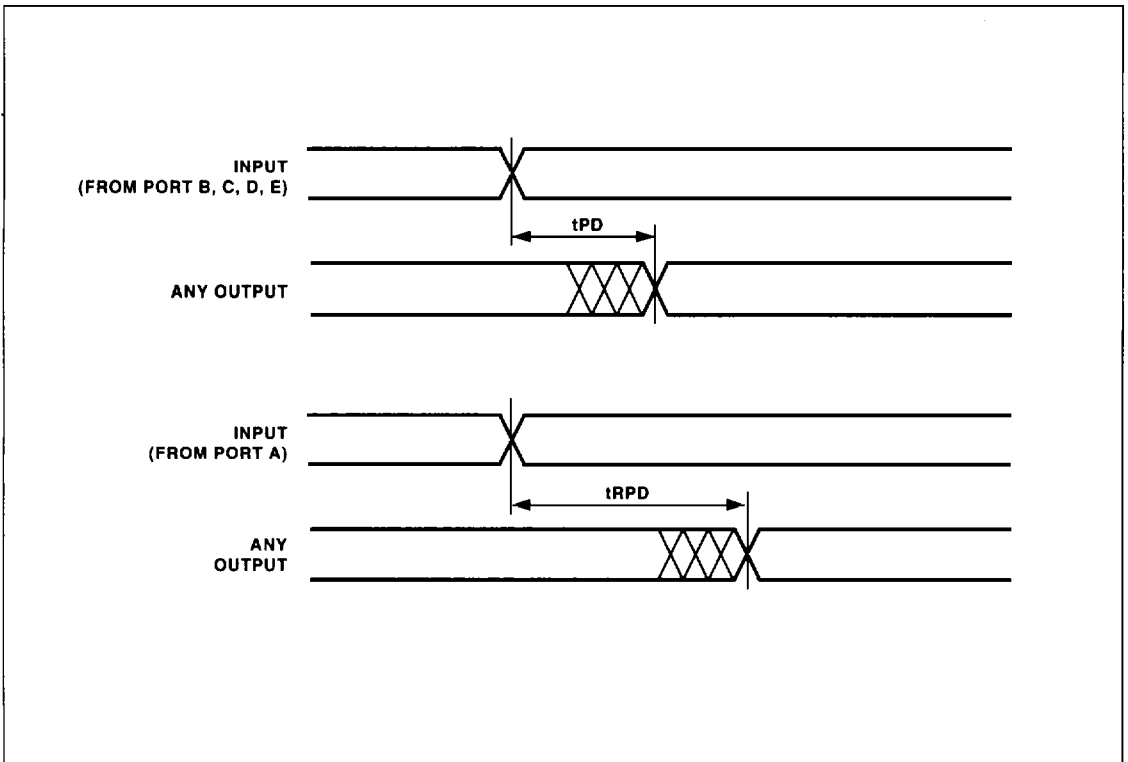 INPUT
(FROM PORT B, C, D, E)
tPD
ANY OUTPUT
INPUT
(FROM PORT A)
tRPD
ANY
OUTPUT